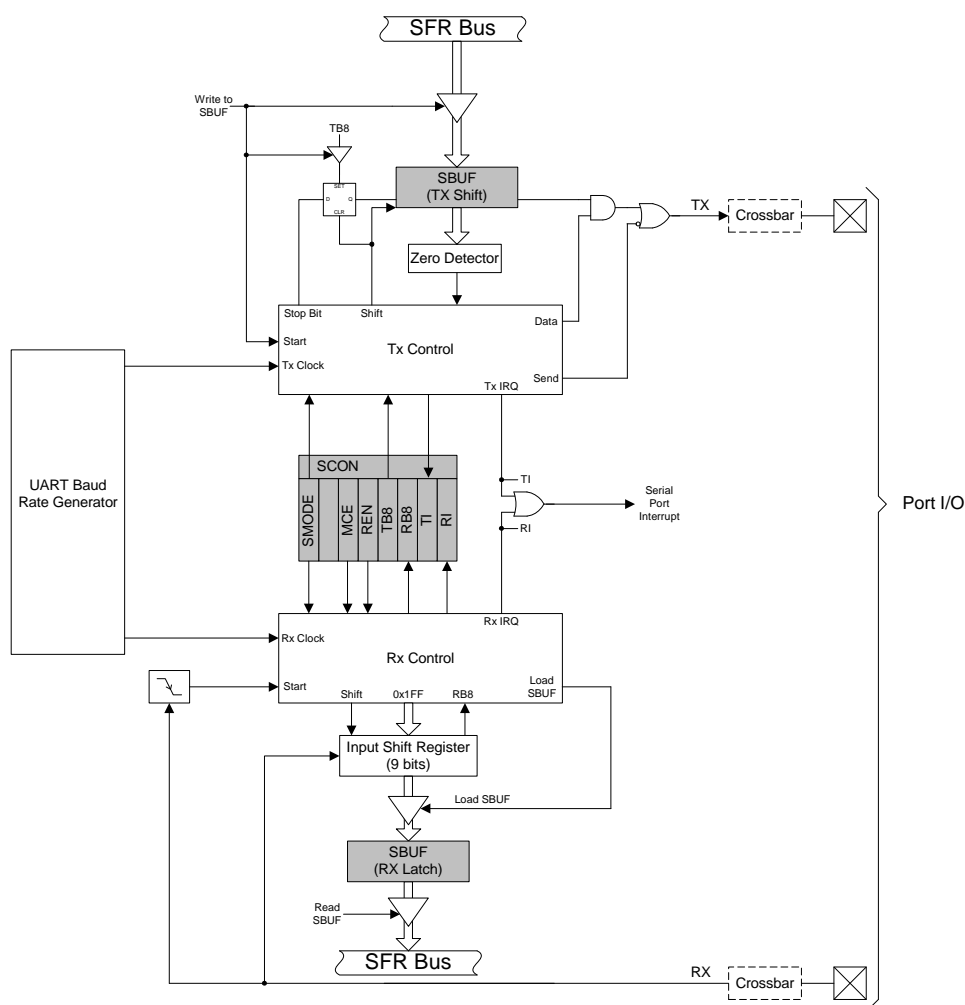 SFR Bus
Write to
SBUF
TB8
SET
D
Q
CLR
SBUF
(TX Shift)
TX
Crossbar
Zero Detector
Stop Bit
Shift
Data
Start
Tx Control
Tx Clock
Send
Tx IRQ
UART Baud
Rate Generator
SCON
SMODE
MCE
REN
TB8
RB8
TI
RI
TI
RI
Serial
Port
Interrupt
Port I/O
Rx IRQ
Rx Clock
Rx Control
Start
Load
SBUF
Shift
0x1FF
RB8
Input Shift Register
(9 bits)
Load SBUF
SBUF
(RX Latch)
Read
SBUF
SFR Bus
RX
Crossbar